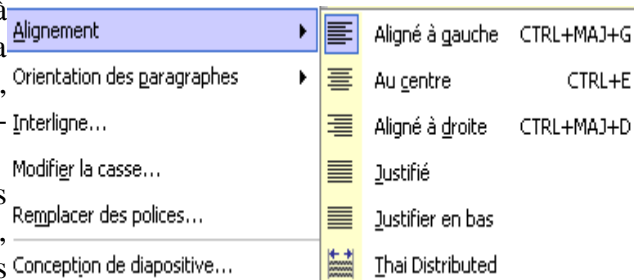 à
Alignement
Aligné à gauche CTRL+MAJ+G
a
Orientation des paragraphes
Au centre CTRL+E
,
-
Interligne...
Aligné à droite CTRL+MAJ+D
Modifier la casse...
Justifié
s
Remplacer des polices...
Justifier en bas
,
s
Conception de diapositive...
Thai Distributed